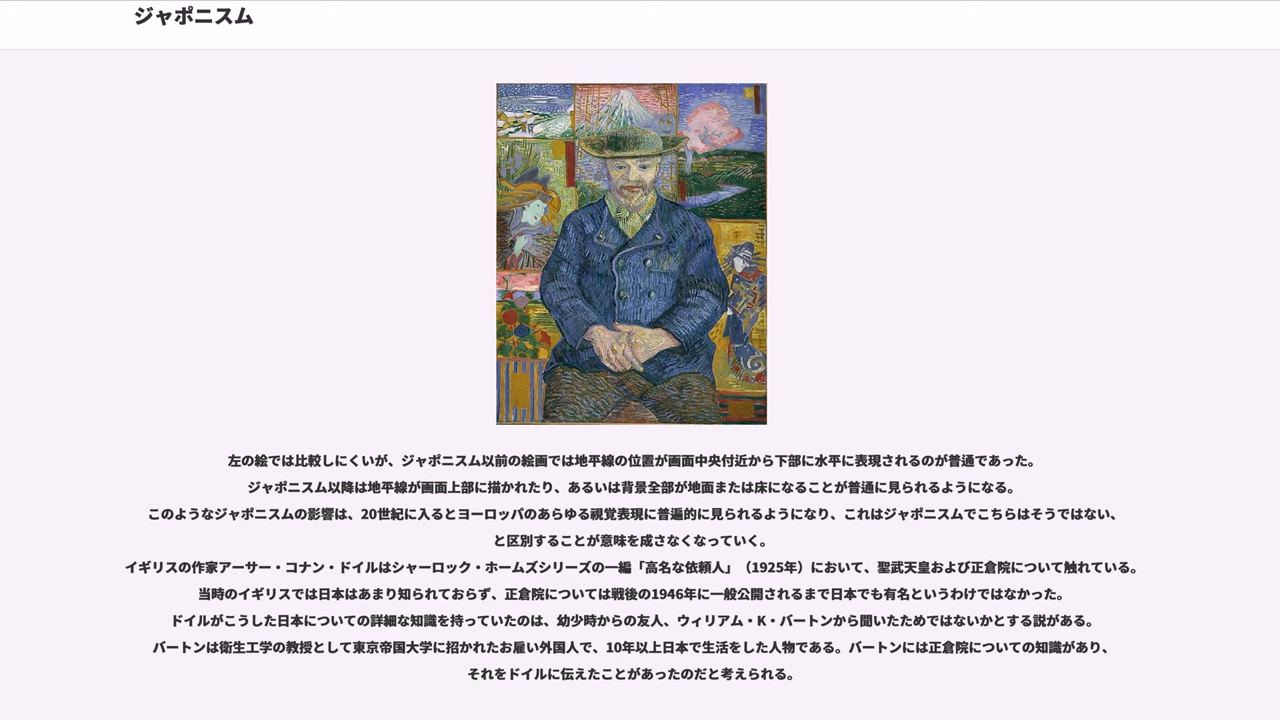 ジャポニスム
左の絵では比較しにくいが、ジャポニスム以前の絵画では地平線の位置が画面中央付近から下部に水平に表現されるのが普通であった。
ジャポニスム以降は地平線が画面上部に描かれたり、あるいは背景全部が地面または床になることが普通に見られるようになる。
このようなジャポニスムの影響は、20世紀に入るとヨーロッパのあらゆる視覚表現に普遍的に見られるようになり、これはジャポニスムでこちらはそうではない、
と区別することが意味を成さなくなっていく。
イギリスの作家アーサー・コナン・ドイルはシャーロック・ホームズシリーズの一編「高名な依頼人」（1925年）において、聖武天皇および正倉院について触れている。
当時のイギリスでは日本はあまり知られておらず、正倉院については戦後の1946年に一般公開されるまで日本でも有名というわけではなかった。
ドイルがこうした日本についての詳細な知識を持っていたのは、幼少時からの友人、ウィリアム・K・バートンから聞いたためではないかとする説がある。
バートンは衛生工学の教授として東京帝国大学に招かれたお雇い外国人で、10年以上日本で生活をした人物である。バートンには正倉院についての知識があり、
それをドイルに伝えたことがあったのだと考えられる。